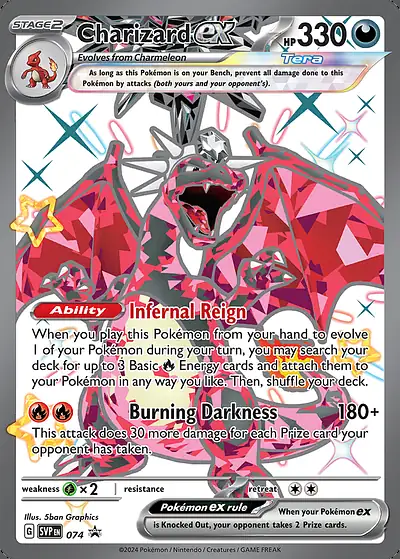 STAGE2 Charizard ex HP 330
Evolves from Charmeleon
Tera
As long as this Pokémon is on your Bench, prevent all damage done to this
Pokémon by attacks (both yours and your opponent's).
Ability Infernal Reign
When you play this Pokémon from your hand to evolve
1 of your Pokémon during your turn, you may search your
deck for up to 3 Basic Energy cards and attach them to
your Pokémon in any way you like. Then, shuffle your deck.
Burning Darkness 180+
This attack does 30 more damage for each Prize card your
opponent has taken.
weakness ×2 resistance retreat
Illus. 5ban Graphics
Pokémon ex rule
When your Pokémon ex
is Knocked Out, your opponent takes 2 Prize cards.
G SVP EN 074
©2024 Pokémon / Nintendo / Creatures / GAME FREAK